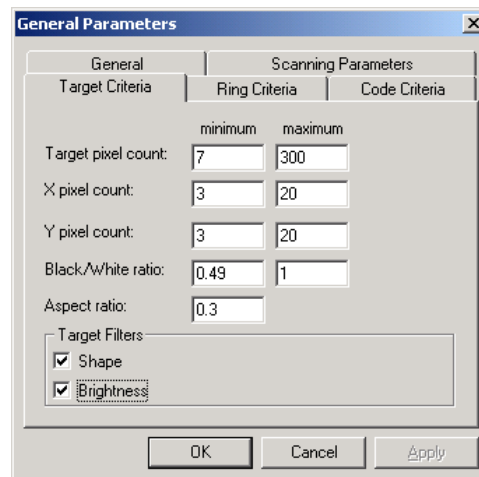 General Parameters
General Scanning Parameters
Target Criteria Ring Criteria Code Criteria
minimum maximum
Target pixel count: 7 300
X pixel count: 3 20
Y pixel count: 3 20
Black/White ratio: 0.49 1
Aspect ratio: 0.3
Target Filters
Shape
Brightness
OK Cancel Apply